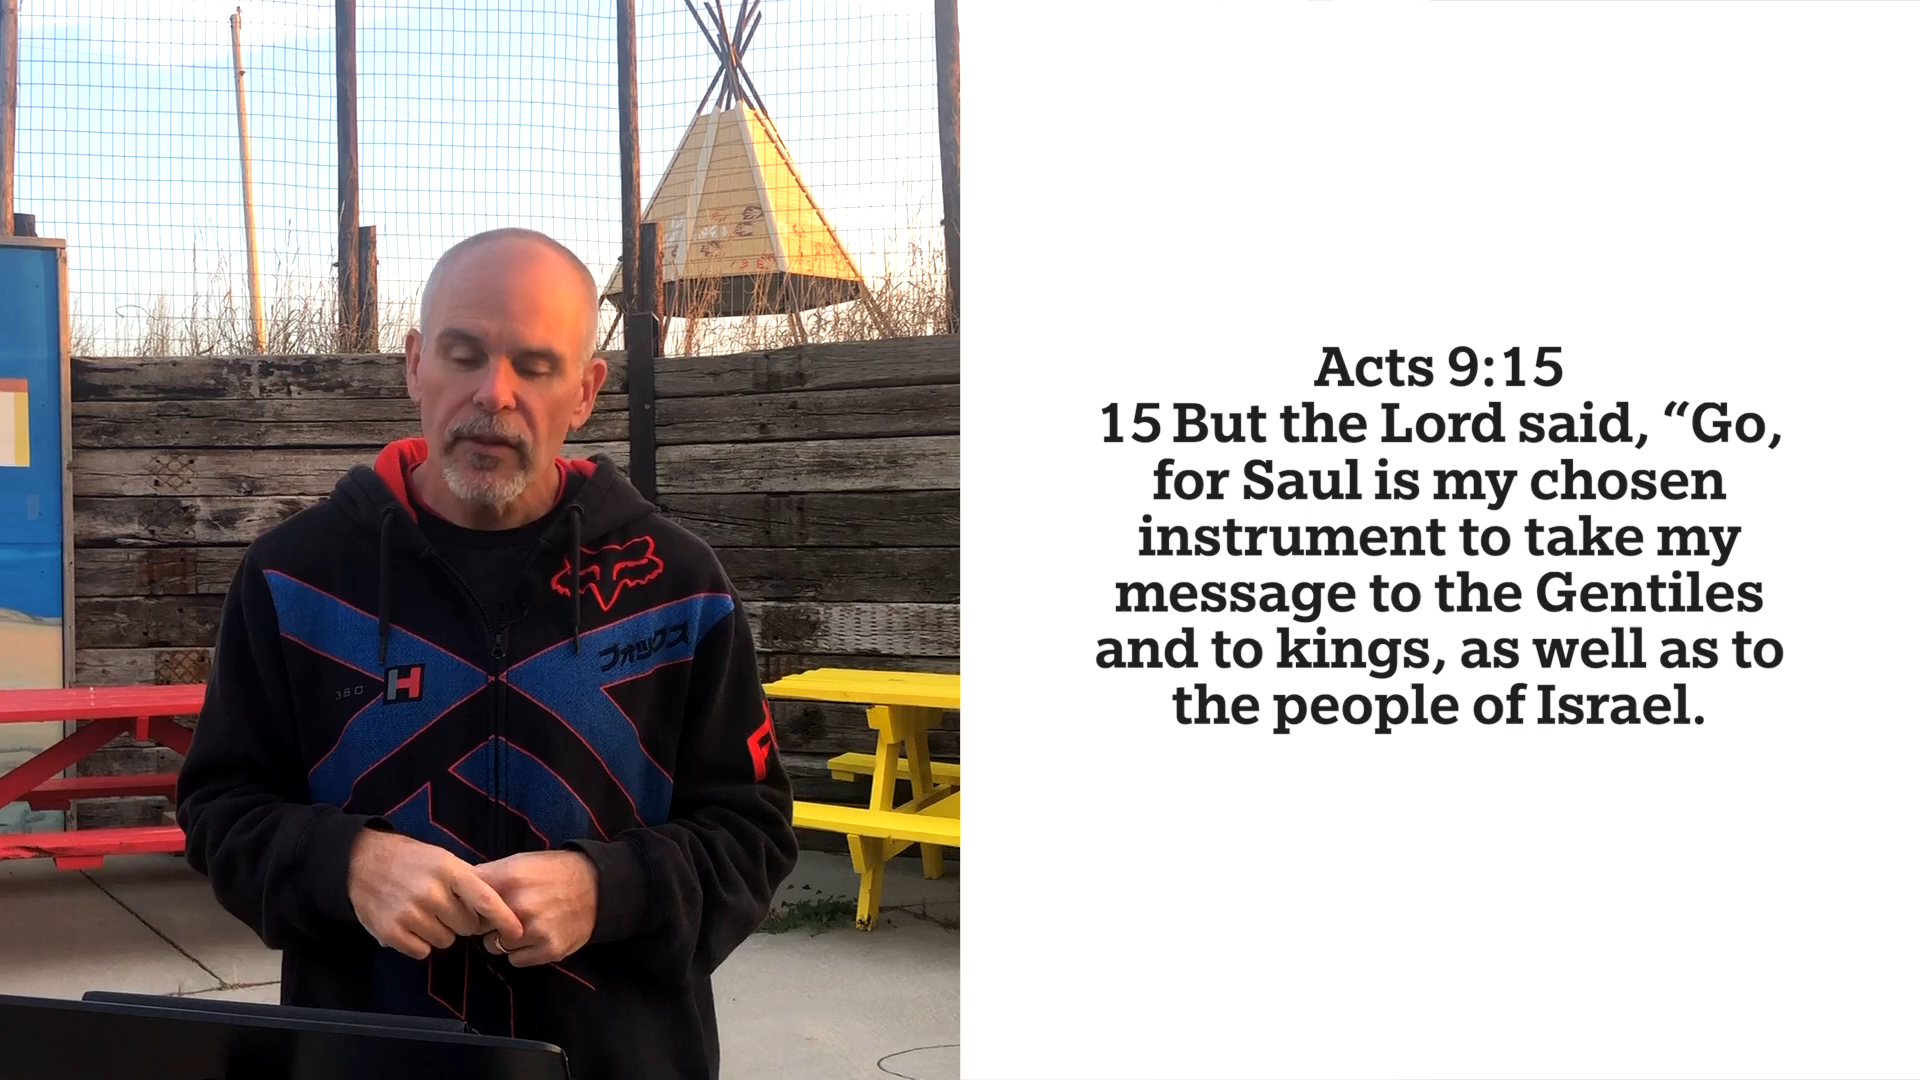 360
H
フォックス
Acts 9:15
15 But the Lord said, “Go,
for Saul is my chosen
instrument to take my
message to the Gentiles
and to kings, as well as to
the people of Israel.